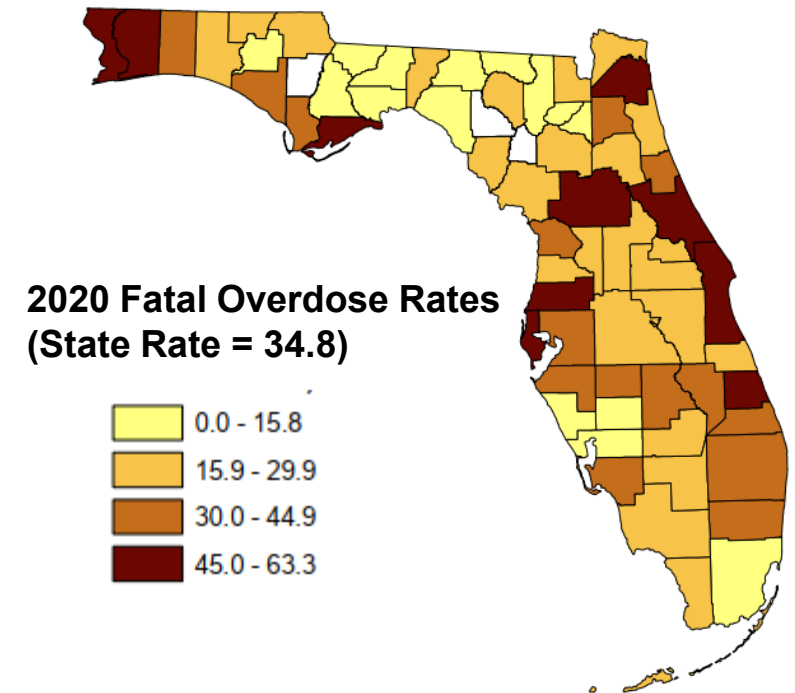 2020 Fatal Overdose Rates
(State Rate = 34.8)
0.0 - 15.8
15.9 - 29.9
30.0 - 44.9
45.0 - 63.3